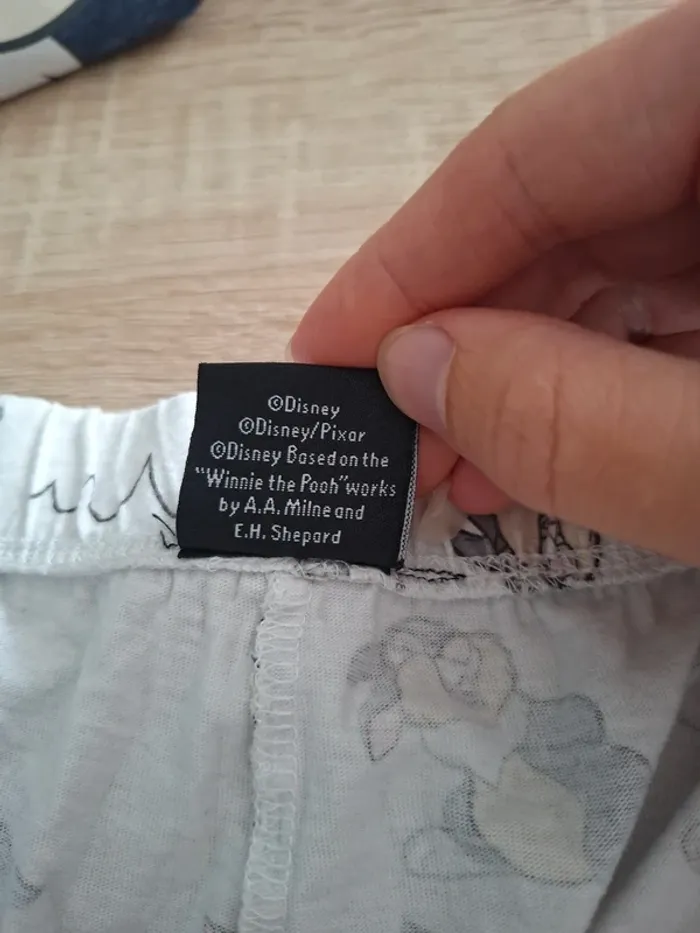 ©Disney
©Disney/Pixar
©Disney Based on the
"Winnie the Pooh" works
by A.A. Milne and
E.H. Shepard